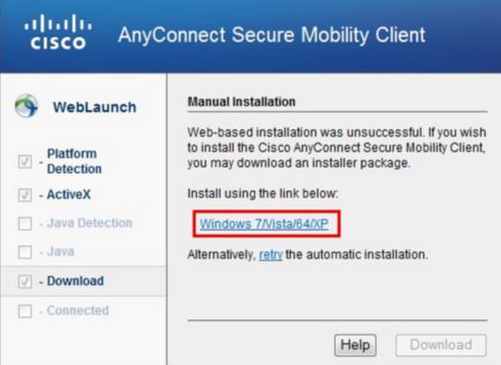 CISCO
AnyConnect Secure Mobility Client
WebLaunch
- Platform
Detection
- ActiveX
- Java Detection
- Java
- Download
- Connected
Manual Installation
Web-based installation was unsuccessful. If you wish
to install the Cisco AnyConnect Secure Mobility Client,
you may download an installer package.
Install using the link below:
Windows 7/Vista/64/XP
Alternatively, retry the automatic installation.
Help
Download